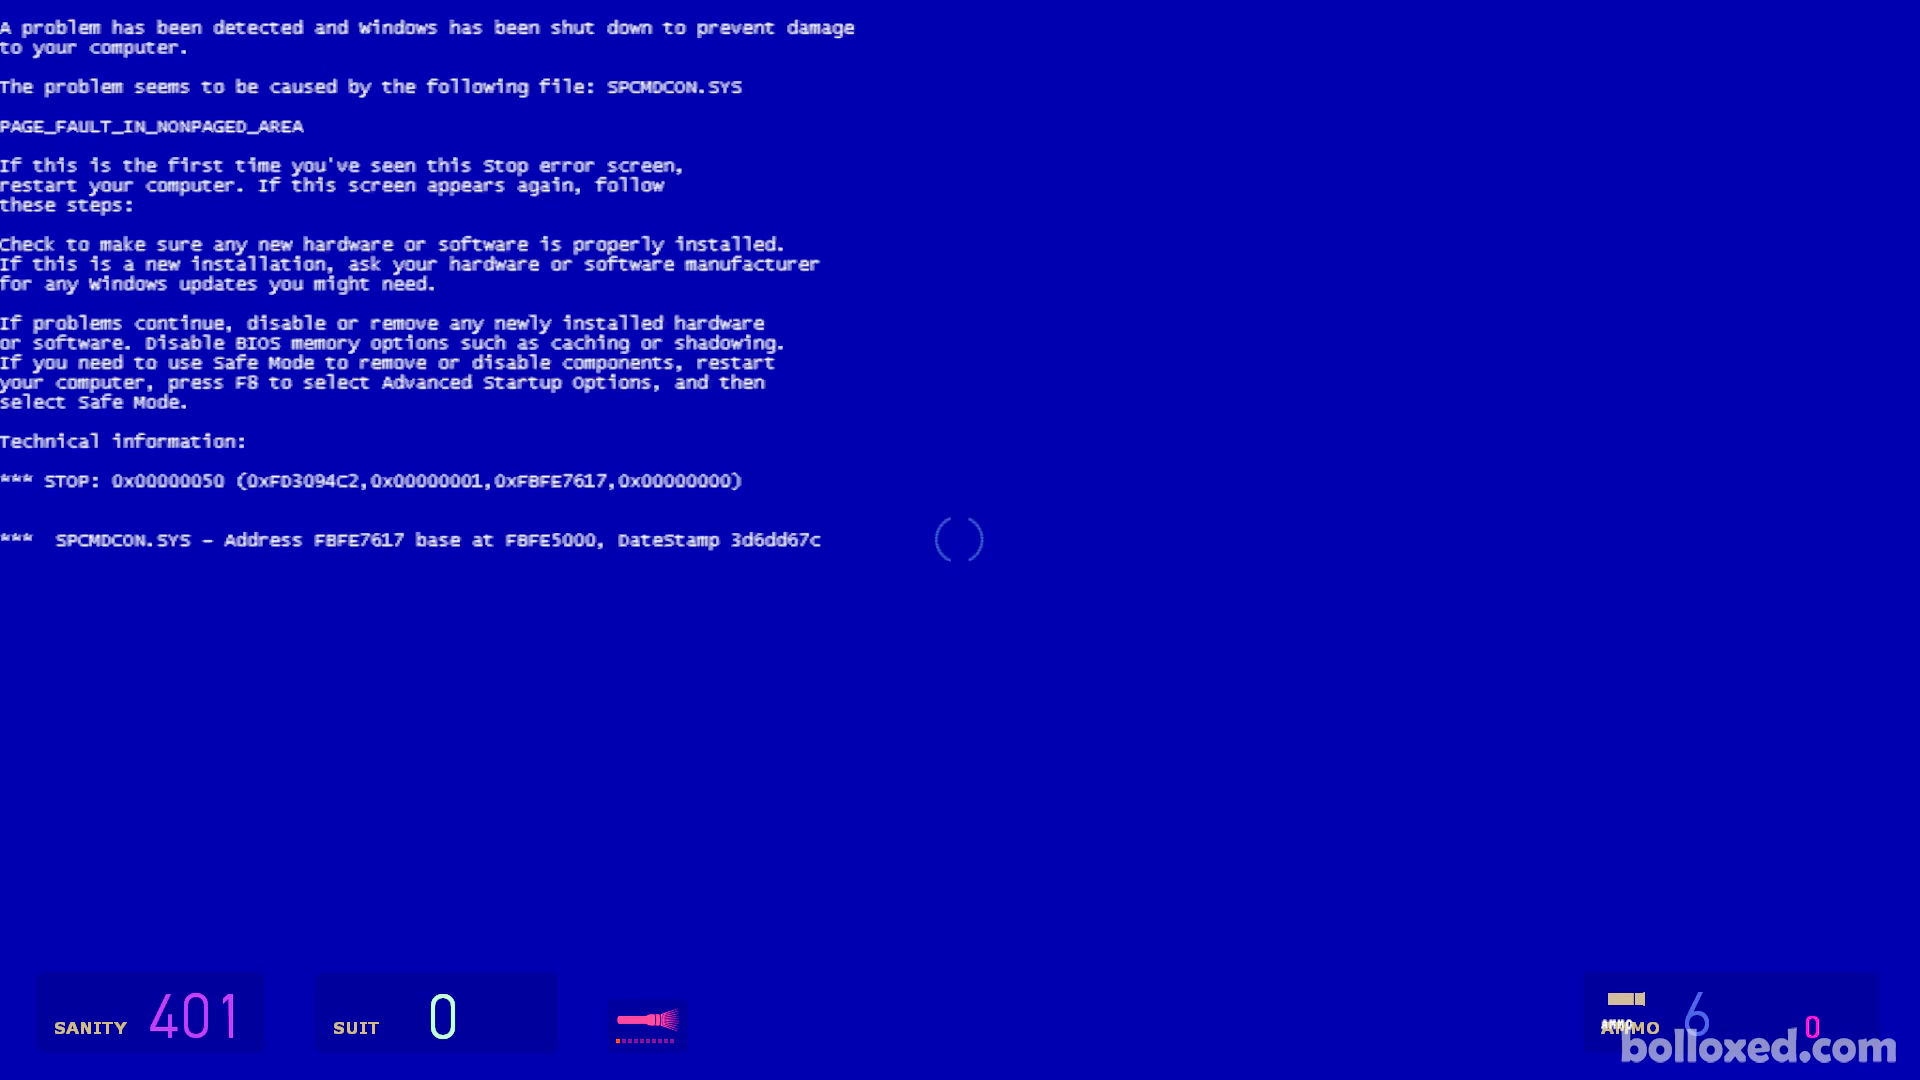 A problem has been detected and Windows has been shut down to prevent damage
to your computer.
The problem seems to be caused by the following file: SPCMDCON.SYS
PAGE_FAULT_IN_NONPAGED_AREA
If this is the first time you've seen this Stop error screen,
restart your computer. If this screen appears again, follow
these steps:
Check to make sure any new hardware or software is properly installed.
If this is a new installation, ask your hardware or software manufacturer
for any Windows updates you might need.
If problems continue, disable or remove any newly installed hardware
or software. Disable BIOS memory options such as caching or shadowing.
If you need to use Safe Mode to remove or disable components, restart
your computer, press F8 to select Advanced Startup Options, and then
select Safe Mode.
Technical information:
*** STOP: 0x00000050 (0xFD3094C2,0x00000001,0xFBFE7617,0x00000000)
*** SPCMDCON.SYS - Address FBFE7617 base at FBFE5000, DateStamp 3d6dd67c
SANITY 401
SUIT 0
AMMO 6 0
bolloxed.com